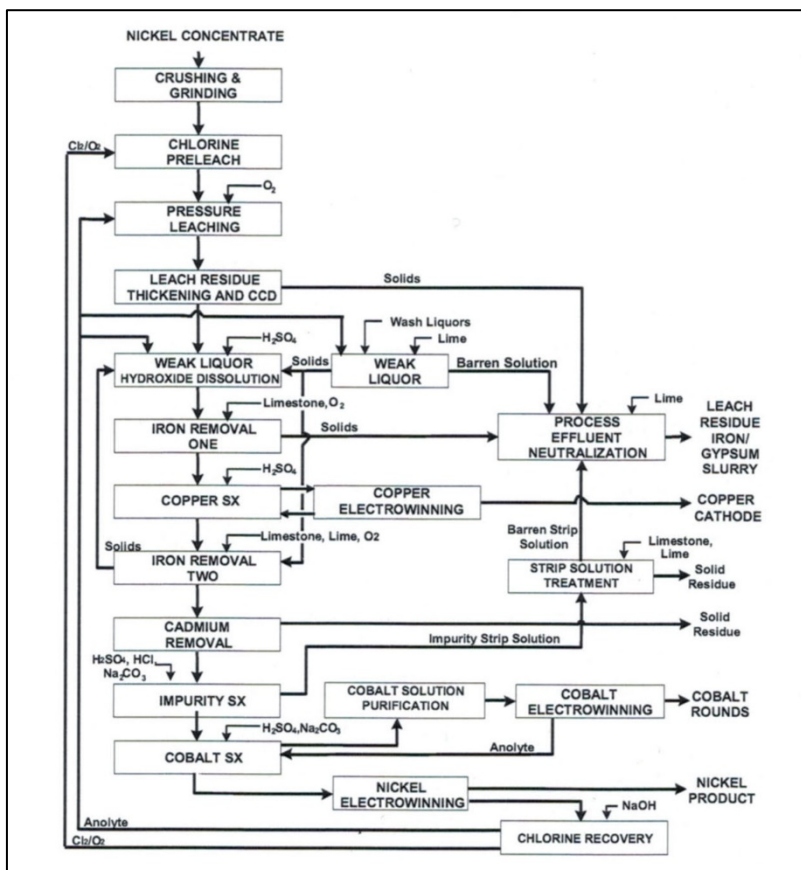 NICKEL CONCENTRATE
CRUSHING &
GRINDING
Cl₂/O₂
CHLORINE
PRELEACH
O₂
PRESSURE
LEACHING
LEACH RESIDUE
THICKENING AND CCD
Solids
H₂SO₄
Wash Liquors
Lime
WEAK LIQUOR
HYDROXIDE DISSOLUTION
Solids
WEAK
LIQUOR
Barren Solution
Limestone,O₂
IRON REMOVAL
ONE
Solids
Lime
PROCESS
EFFLUENT
NEUTRALIZATION
LEACH
RESIDUE
IRON/
GYPSUM
SLURRY
H₂SO₄
COPPER SX
COPPER
ELECTROWINNING
COPPER
CATHODE
Limestone, Lime, O2
Solids
IRON REMOVAL
TWO
Barren Strip
Solution
Limestone,
Lime
STRIP SOLUTION
TREATMENT
Solid
Residue
CADMIUM
REMOVAL
Solid
Residue
Impurity Strip Solution
H₂SO₄, HCl,
Na₂CO₃
IMPURITY SX
COBALT SOLUTION
PURIFICATION
COBALT
ELECTROWINNING
COBALT
ROUNDS
H₂SO₄,Na₂CO₃
COBALT SX
Anolyte
NICKEL
ELECTROWINNING
NICKEL
PRODUCT
NaOH
Anolyte
CHLORINE RECOVERY
Cl₂/O₂